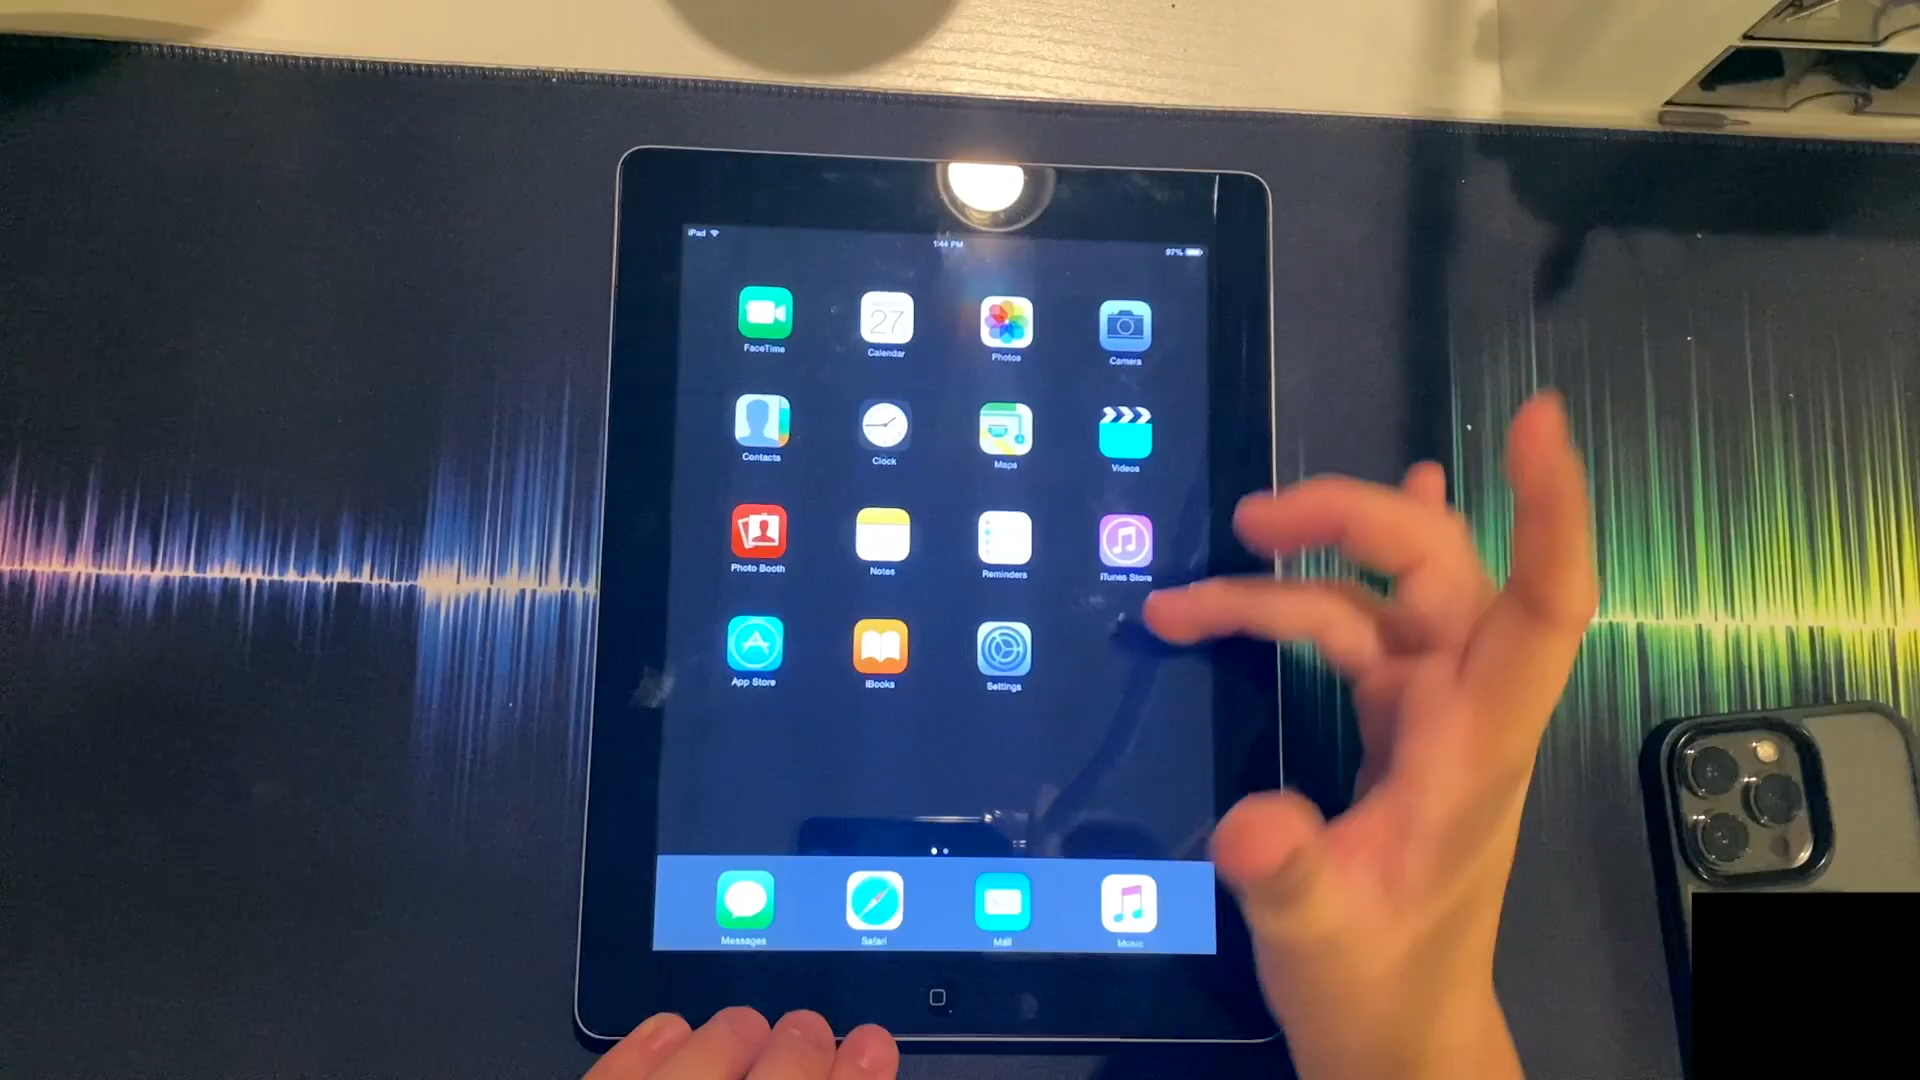 iPad
1:44 PM
97%
27
FaceTime
Calendar
Photos
Camera
Contacts
Clock
Maps
Videos
Photo Booth
Notes
Reminders
iTunes Store
App Store
iBooks
Settings
Messages
Safari
Mail
Music